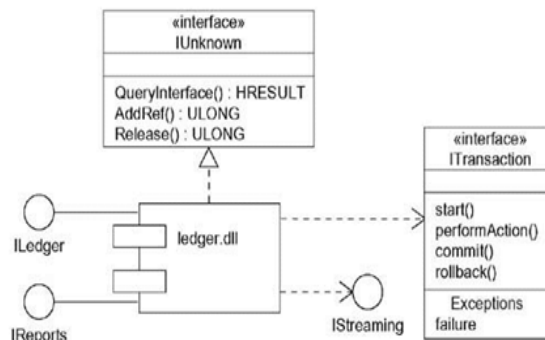 «interface»
IUnknown
QueryInterface() : HRESULT
AddRef() : ULONG
Release() : ULONG
«interface»
ITransaction
start()
performAction()
commit()
rollback()
Exceptions
failure
ILedger
ledger.dll
IReports
IStreaming